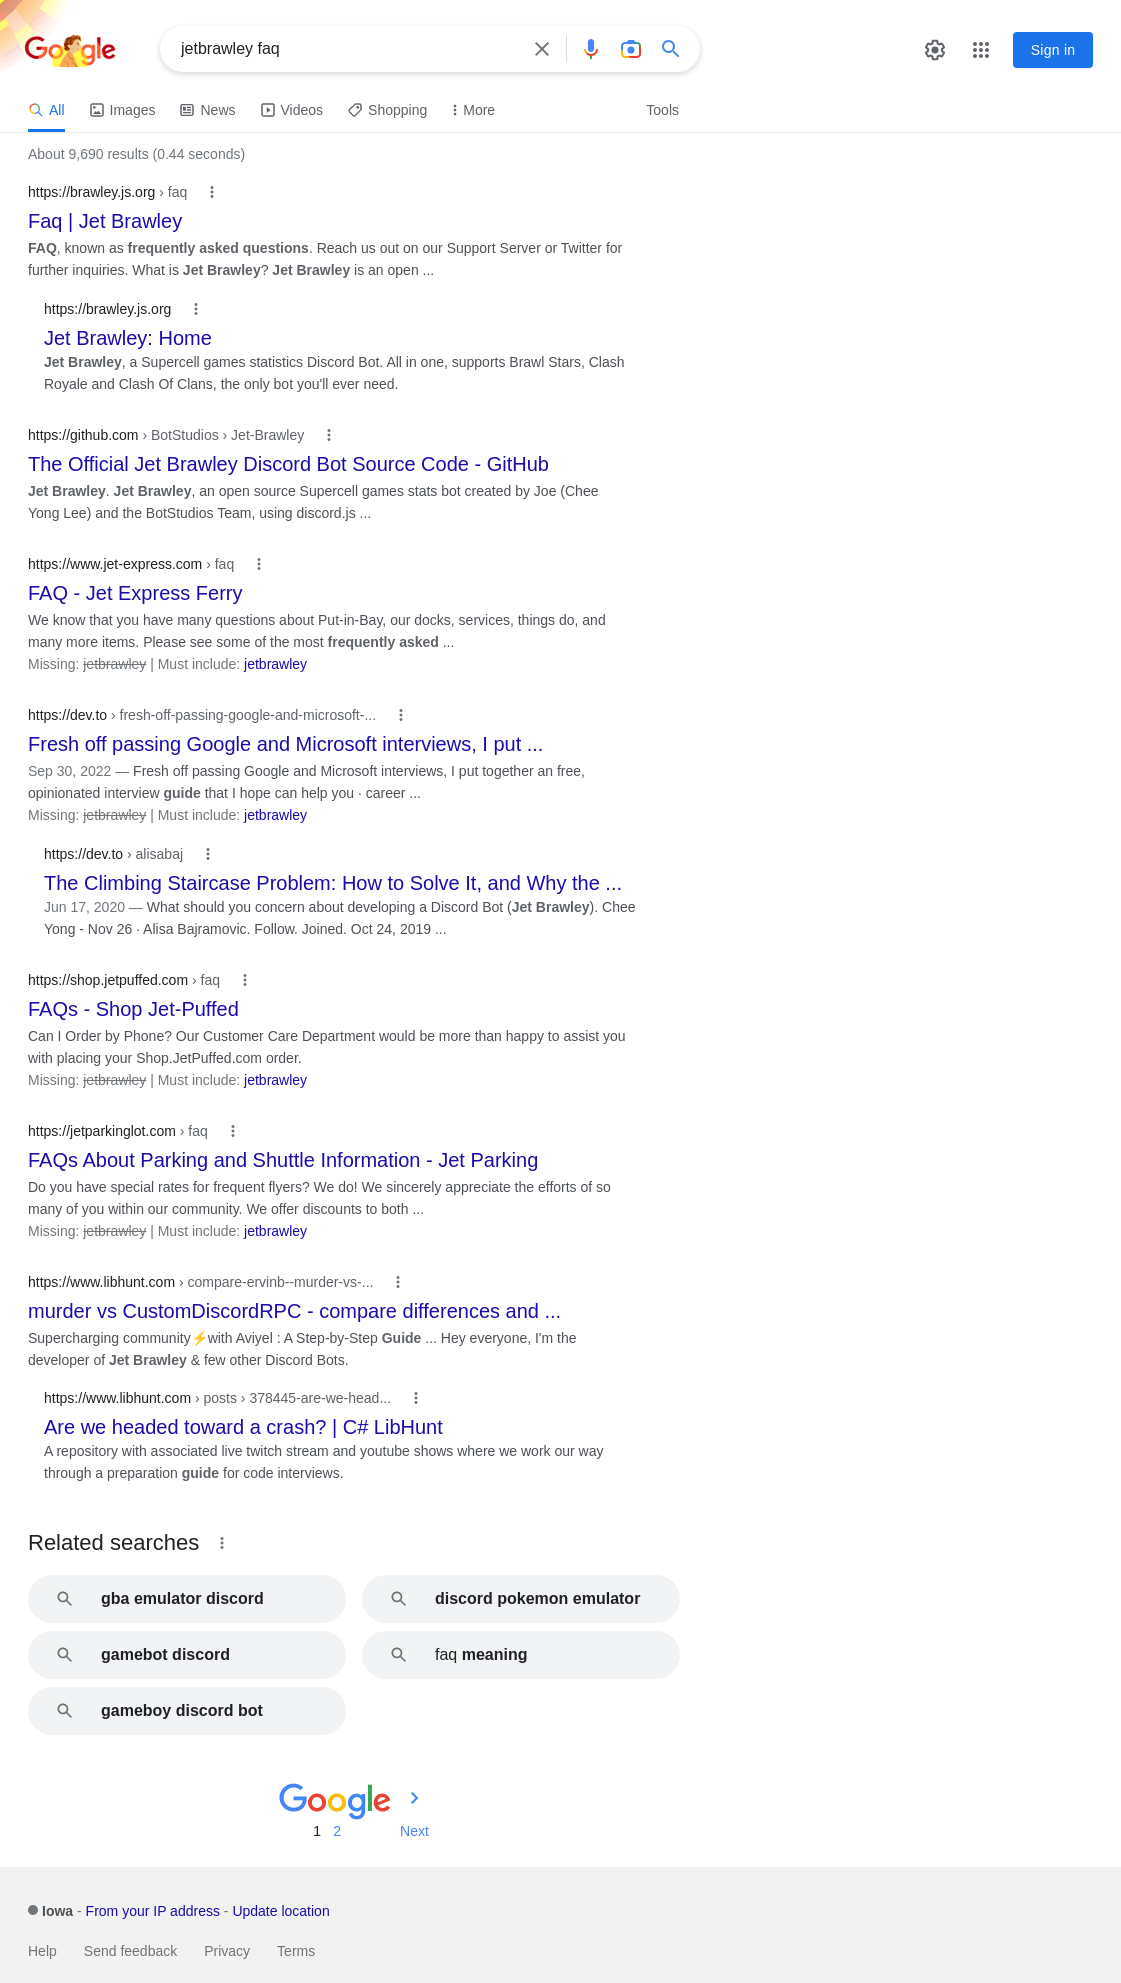 Google
jetbrawley faq
Sign in
All Images News Videos Shopping More Tools
About 9,690 results (0.44 seconds)
https://brawley.js.org › faq
Faq | Jet Brawley
FAQ, known as frequently asked questions. Reach us out on our Support Server or Twitter for
further inquiries. What is Jet Brawley? Jet Brawley is an open ...
https://brawley.js.org
Jet Brawley: Home
Jet Brawley, a Supercell games statistics Discord Bot. All in one, supports Brawl Stars, Clash
Royale and Clash Of Clans, the only bot you'll ever need.
https://github.com › BotStudios › Jet-Brawley
The Official Jet Brawley Discord Bot Source Code - GitHub
Jet Brawley. Jet Brawley, an open source Supercell games stats bot created by Joe (Chee
Yong Lee) and the BotStudios Team, using discord.js ...
https://www.jet-express.com › faq
FAQ - Jet Express Ferry
We know that you have many questions about Put-in-Bay, our docks, services, things do, and
many more items. Please see some of the most frequently asked ...
Missing: jetbrawley | Must include: jetbrawley
https://dev.to › fresh-off-passing-google-and-microsoft-...
Fresh off passing Google and Microsoft interviews, I put ...
Sep 30, 2022 — Fresh off passing Google and Microsoft interviews, I put together an free,
opinionated interview guide that I hope can help you · career ...
Missing: jetbrawley | Must include: jetbrawley
https://dev.to › alisabaj
The Climbing Staircase Problem: How to Solve It, and Why the ...
Jun 17, 2020 — What should you concern about developing a Discord Bot (Jet Brawley). Chee
Yong - Nov 26 · Alisa Bajramovic. Follow. Joined. Oct 24, 2019 ...
https://shop.jetpuffed.com › faq
FAQs - Shop Jet-Puffed
Can I Order by Phone? Our Customer Care Department would be more than happy to assist you
with placing your Shop.JetPuffed.com order.
Missing: jetbrawley | Must include: jetbrawley
https://jetparkinglot.com › faq
FAQs About Parking and Shuttle Information - Jet Parking
Do you have special rates for frequent flyers? We do! We sincerely appreciate the efforts of so
many of you within our community. We offer discounts to both ...
Missing: jetbrawley | Must include: jetbrawley
https://www.libhunt.com › compare-ervinb--murder-vs-...
murder vs CustomDiscordRPC - compare differences and ...
Supercharging community⚡with Aviyel : A Step-by-Step Guide ... Hey everyone, I'm the
developer of Jet Brawley & few other Discord Bots.
https://www.libhunt.com › posts › 378445-are-we-head...
Are we headed toward a crash? | C# LibHunt
A repository with associated live twitch stream and youtube shows where we work our way
through a preparation guide for code interviews.
Related searches
gba emulator discord
discord pokemon emulator
gamebot discord
faq meaning
gameboy discord bot
Google
1 2 Next
Iowa - From your IP address - Update location
Help Send feedback Privacy Terms